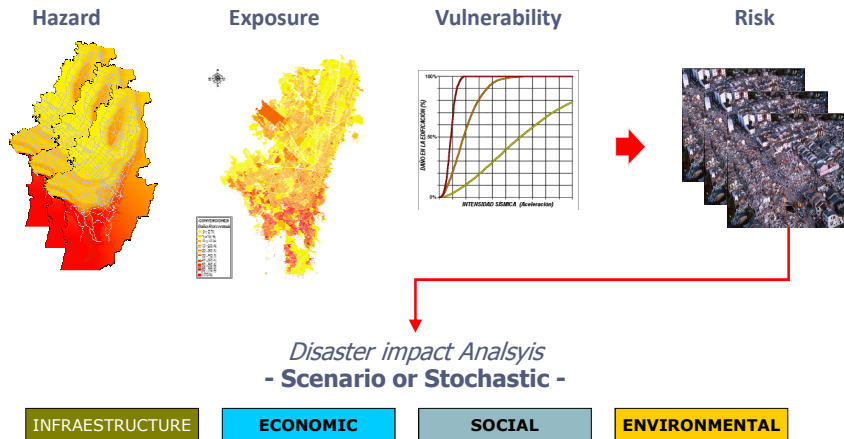 Hazard
Exposure
Vulnerability
Risk
100%
50%
0%
DAÑO EN LA EDIFICACIÓN (%)
INTENSIDAD SÍSMICA (Aceleración)
CONVENCIONES
Disaster impact Analsyis
- Scenario or Stochastic -
INFRAESTRUCTURE
ECONOMIC
SOCIAL
ENVIRONMENTAL